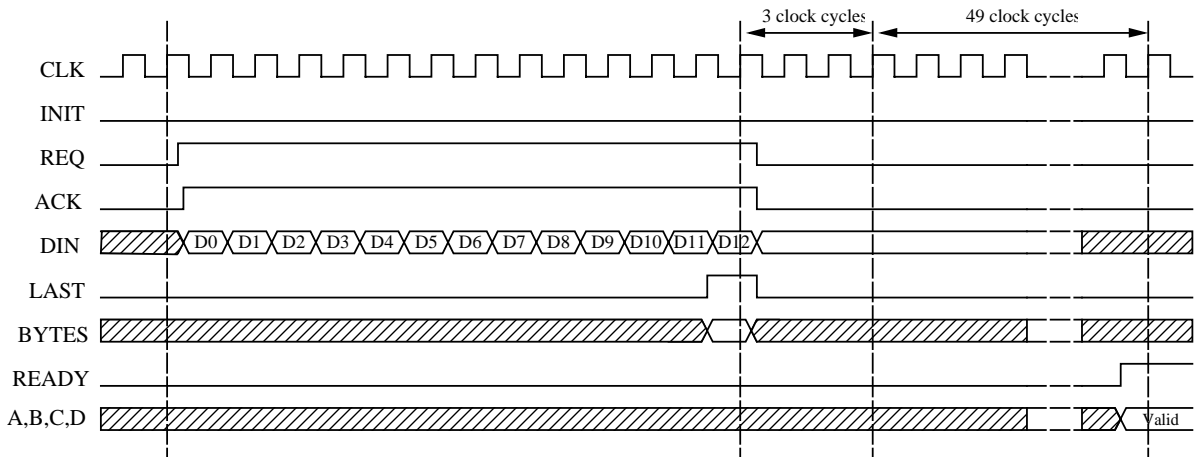 3 clock cycles
49 clock cycles
CLK
INIT
REQ
ACK
DIN
D0 D1 D2 D3 D4 D5 D6 D7 D8 D9 D10 D11 D12
LAST
BYTES
READY
A,B,C,D
Valid